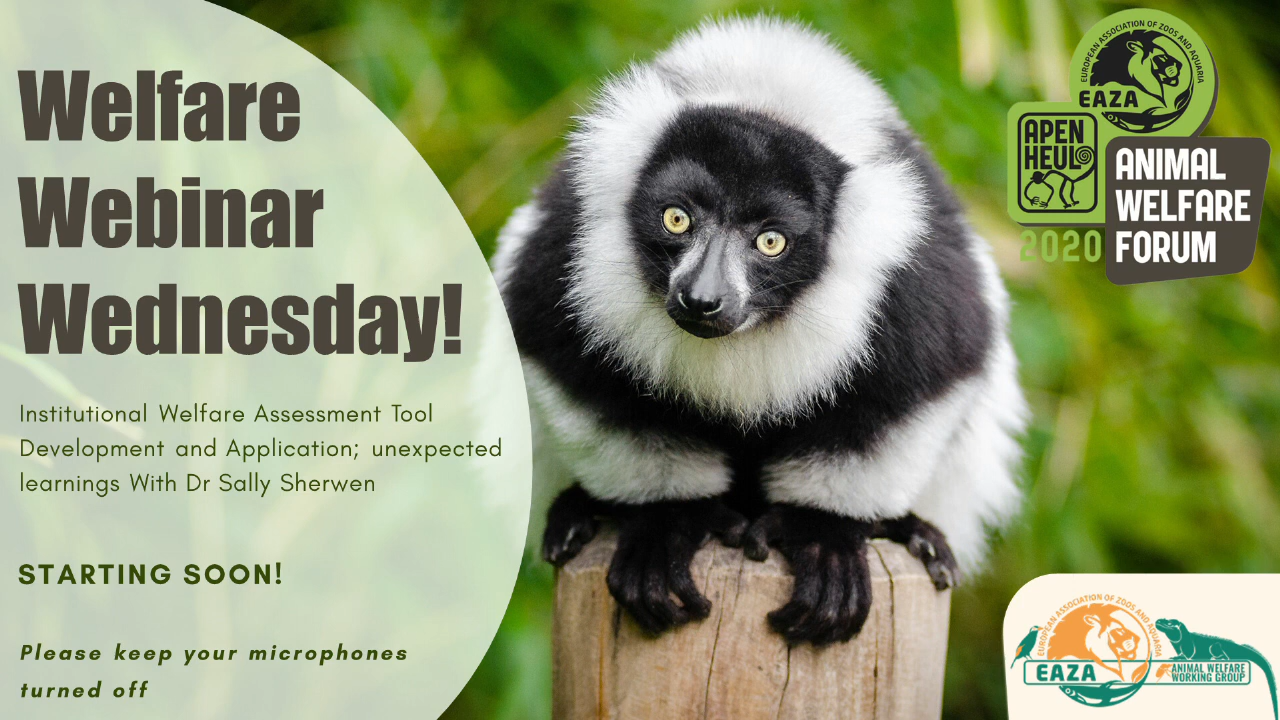 Welfare
Webinar
Wednesday!
Institutional Welfare Assessment Tool
Development and Application; unexpected
learnings With Dr Sally Sherwen
STARTING SOON!
Please keep your microphones
turned off
EUROPEAN ASSOCIATION OF ZOOS AND AQUARIA
EAZA
APEN
HEUL
ANIMAL
WELFARE
FORUM
2020
EUROPEAN ASSOCIATION OF ZOOS AND AQUARIA
EAZA
ANIMAL WELFARE
WORKING GROUP